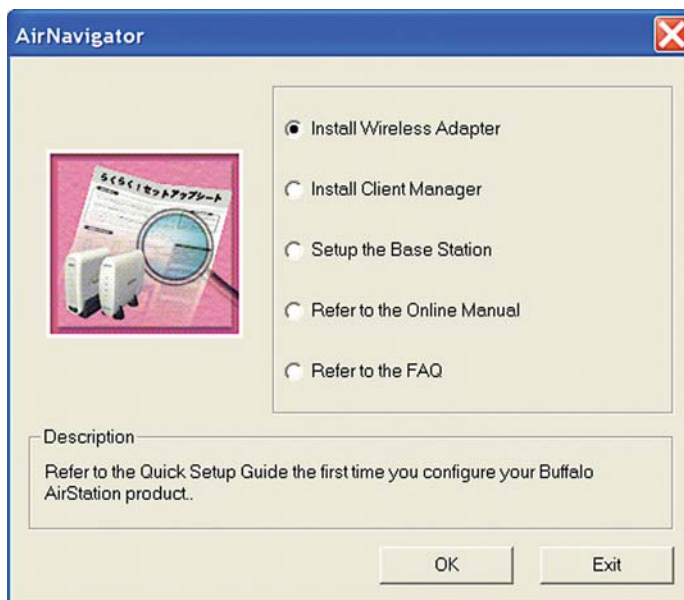 AirNavigator
らくらく!セットアップシート
Install Wireless Adapter
Install Client Manager
Setup the Base Station
Refer to the Online Manual
Refer to the FAQ
Description
Refer to the Quick Setup Guide the first time you configure your Buffalo
AirStation product..
OK
Exit